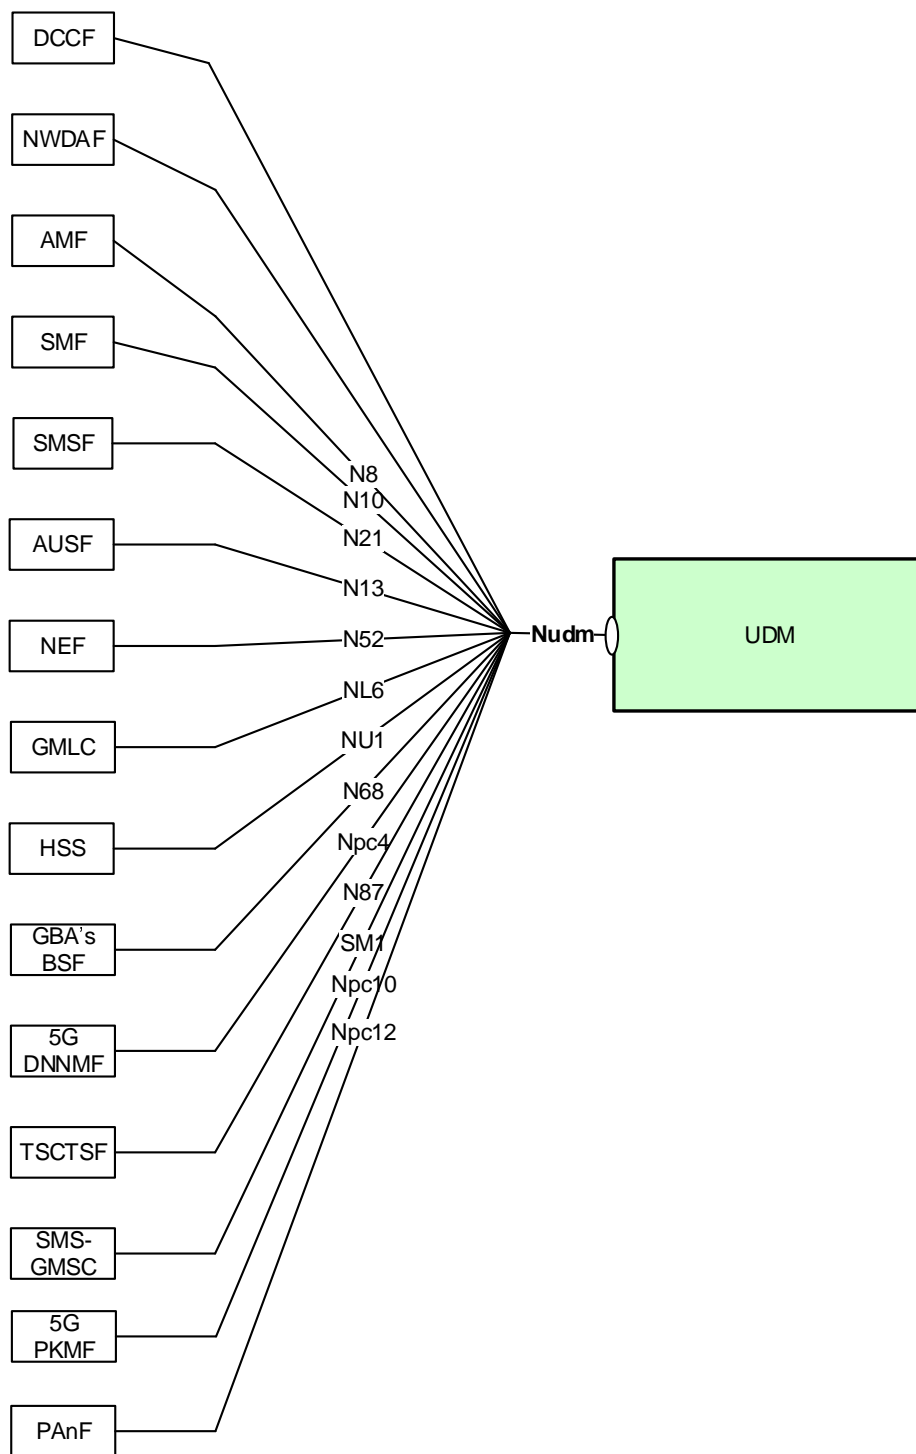 DCCF
NWDAF
AMF
SMF
SMSF
AUSF
NEF
GMLC
HSS
GBA's
BSF
5G
DNNMF
TSCTSF
SMS-
GMSC
5G
PKMF
PAnF
N8
N10
N21
N13
N52
NL6
NU1
N68
Npc4
N87
SM1
Npc10
Npc12
Nudm
UDM